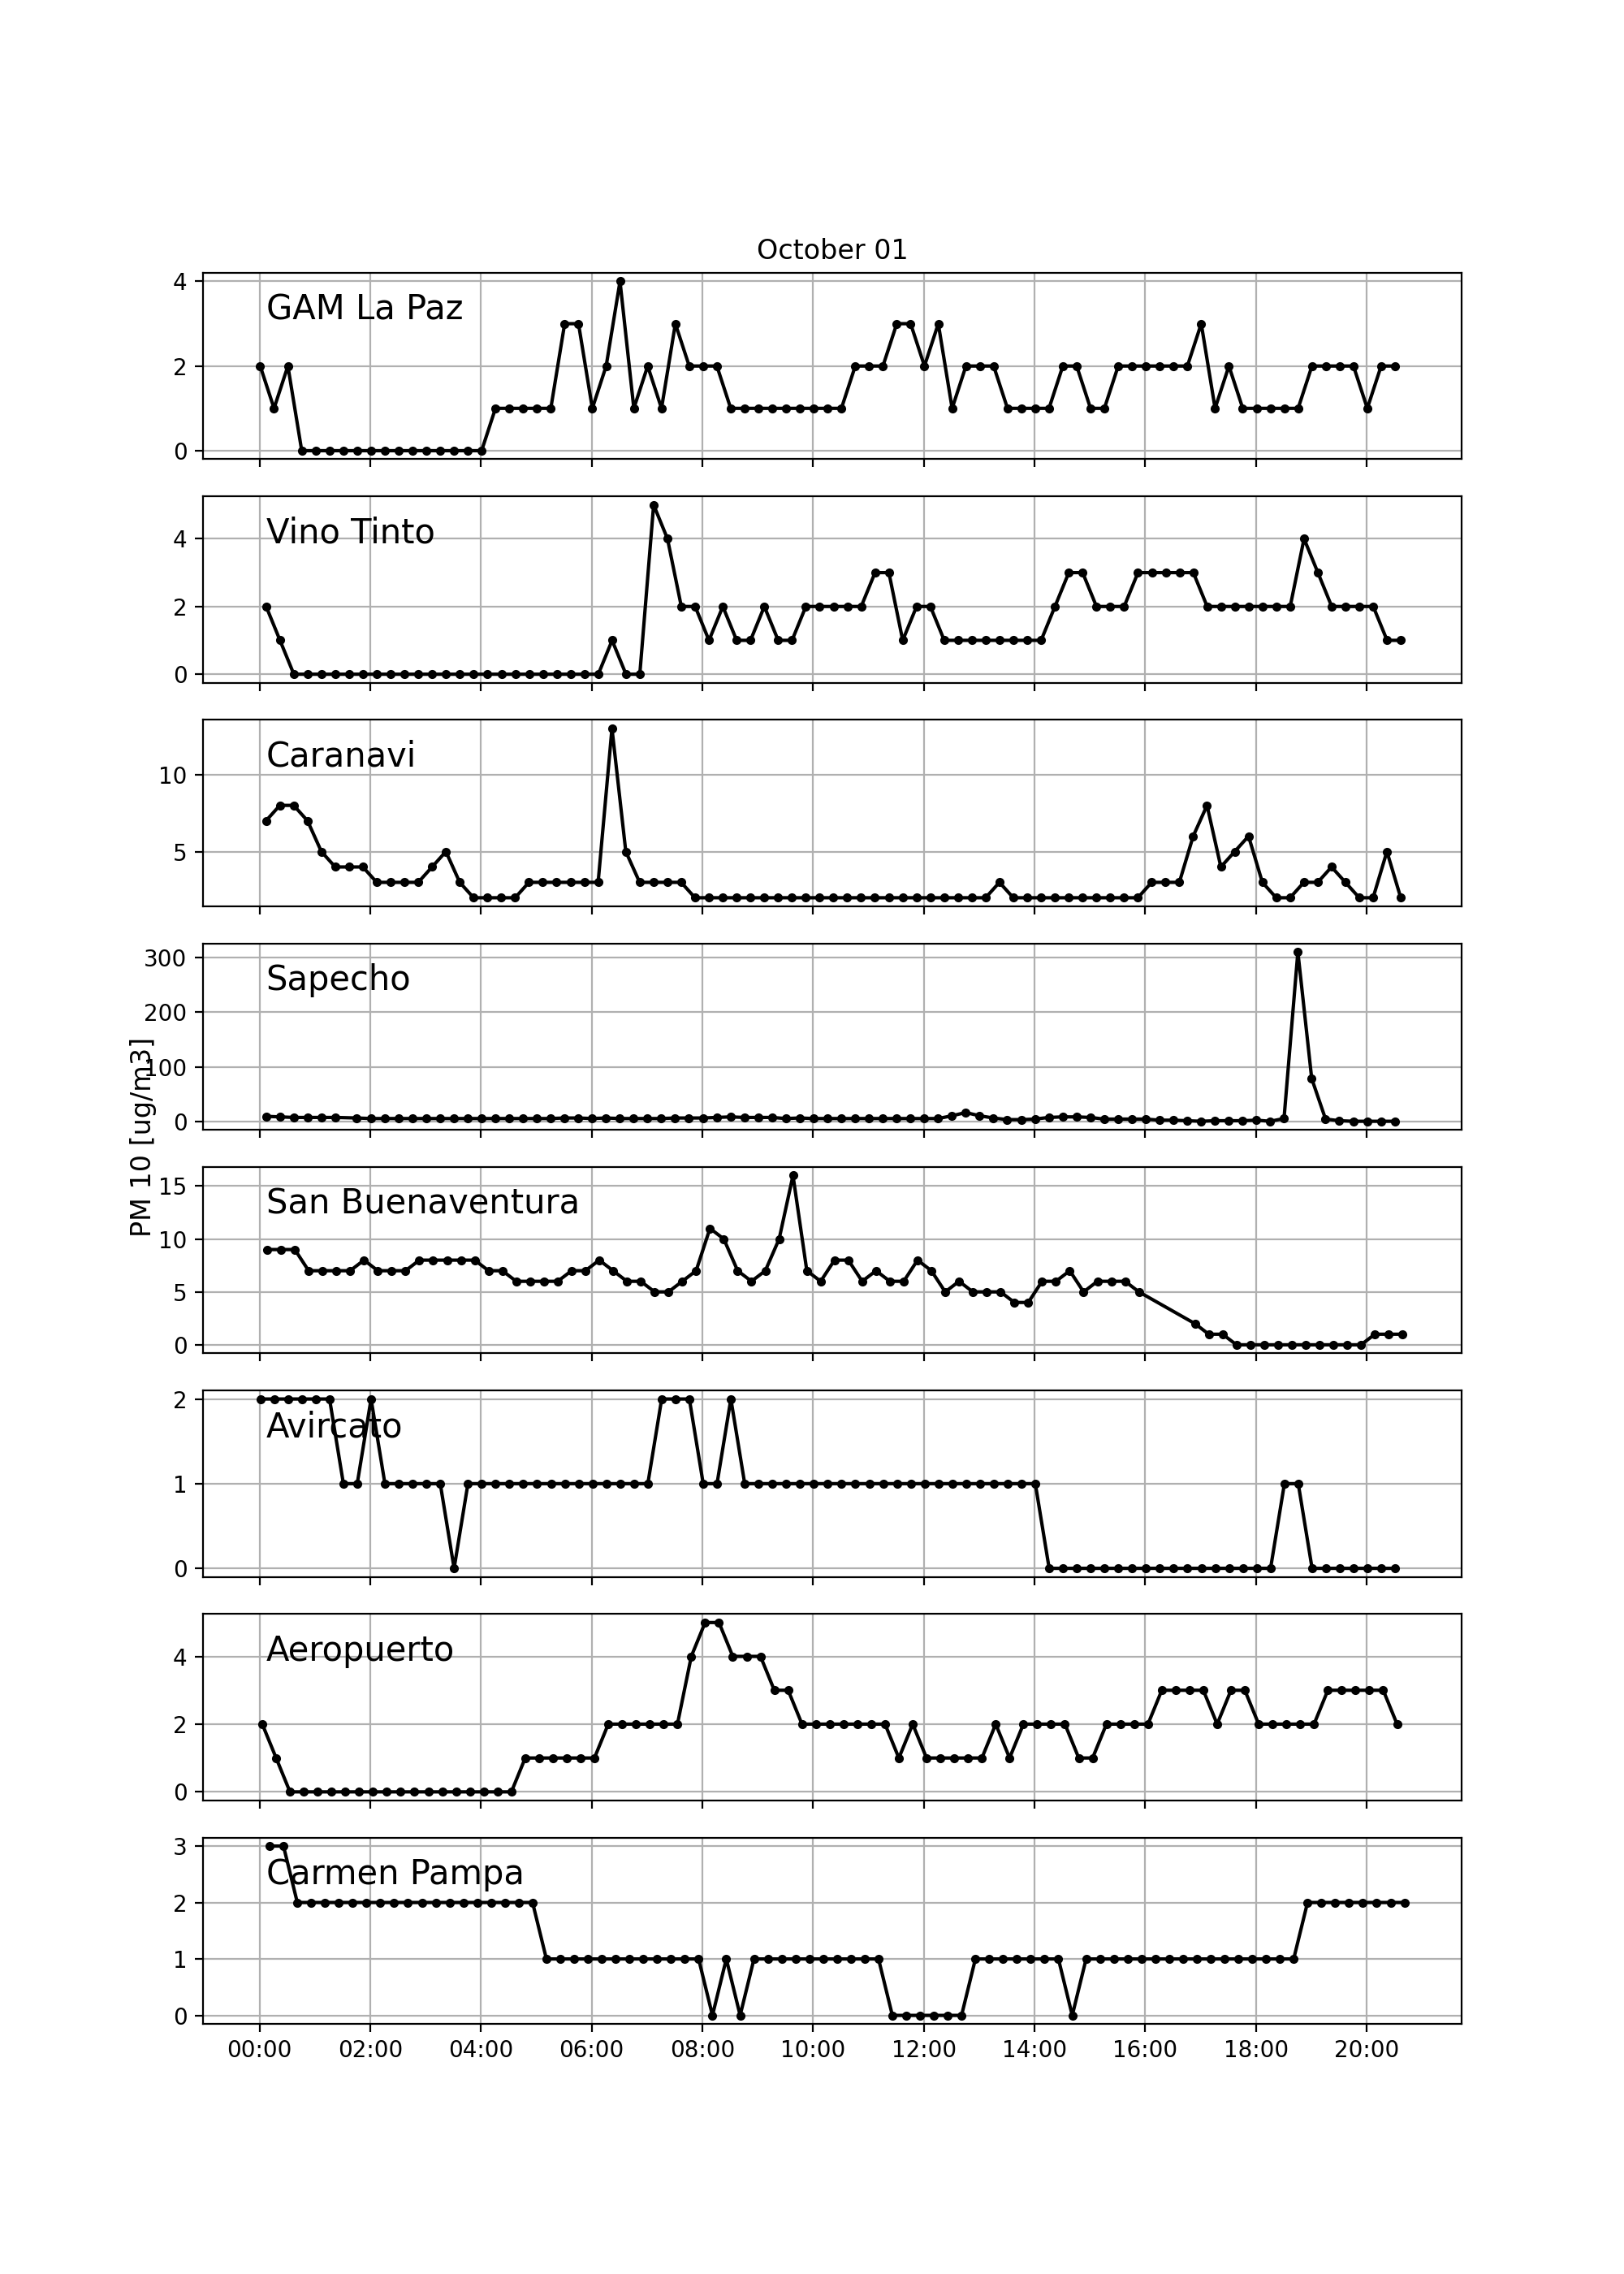 October 01
4
GAM La Paz
2
0
Vino Tinto
4
2
0
Caranavi
10
5
300
Sapecho
200
100
0
PM 10 [ug/m3]
15
San Buenaventura
10
5
0
2
Avircato
1
0
Aeropuerto
4
2
0
3
Carmen Pampa
2
1
0
00:00 02:00 04:00 06:00 08:00 10:00 12:00 14:00 16:00 18:00 20:00